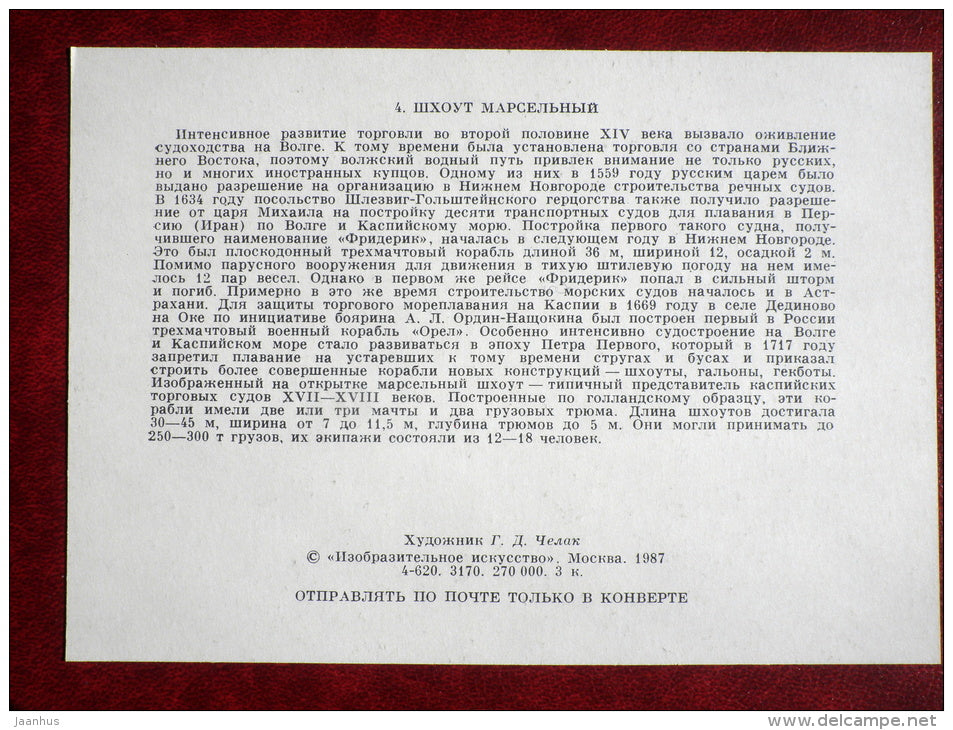 4. ШХОУТ МАРСЕЛЬНЫЙ
Интенсивное развитие торговли во второй половине XIV века вызвало оживление
судоходства на Волге. К тому времени была установлена торговля со странами Ближ-
него Востока, поэтому волжский водный путь привлек внимание не только русских,
но и многих иностранных купцов. Одному из них в 1559 году русским царем было
выдано разрешение на организацию в Нижнем Новгороде строительства речных судов.
В 1634 году посольство Шлезвиг-Гольштейнского герцогства также получило разреше-
ние от царя Михаила на постройку десяти транспортных судов для плавания в Пер-
сию (Иран) по Волге и Каспийскому морю. Постройка первого такого судна, полу-
чившего наименование «Фридерик», началась в следующем году в Нижнем Новгороде.
Это был плоскодонный трехмачтовый корабль длиной 36 м, шириной 12, осадкой 2 м.
Помимо парусного вооружения для движения в тихую штилевую погоду на нем име-
лось 12 пар весел. Однако в первом же рейсе «Фридерик» попал в сильный шторм
и погиб. Примерно в это же время строительство морских судов началось и в Аст-
рахани. Для защиты торгового мореплавания на Каспии в 1669 году в селе Дединово
на Оке по инициативе боярина А. Л. Ордин-Нащокина был построен первый в России
трехмачтовый военный корабль «Орел». Особенно интенсивно судостроение на Волге
и Каспийском море стало развиваться в эпоху Петра Первого, который в 1717 году
запретил плавание на устаревших к тому времени стругах и бусах и приказал
строить более совершенные корабли новых конструкций — шхоуты, гальоны, гекботы.
Изображенный на открытке марсельный шхоут — типичный представитель каспийских
торговых судов XVII—XVIII веков. Построенные по голландскому образцу, эти ко-
рабли имели две или три мачты и два грузовых трюма. Длина шхоутов достигала
30—45 м, ширина от 7 до 11,5 м, глубина трюмов до 5 м. Они могли принимать до
250—300 т грузов, их экипажи состояли из 12—18 человек.
Художник Г. Д. Челак
© «Изобразительное искусство». Москва. 1987
4-620. 3170. 270 000. 3 к.
ОТПРАВЛЯТЬ ПО ПОЧТЕ ТОЛЬКО В КОНВЕРТЕ
jaanhus
delcampe.net